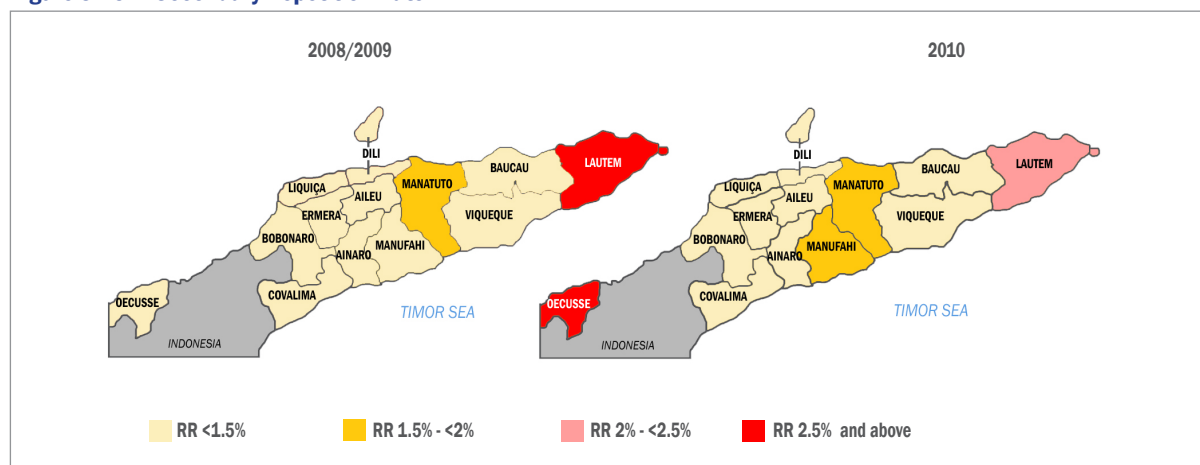 2008/2009
DILI
LIQUIÇA
AILEU
MANATUTO
BAUCAU
LAUTEM
ERMERA
VIQUEQUE
BOBONARO
AINARO
MANUFAHI
OECUSSE
COVALIMA
TIMOR SEA
INDONESIA
2010
DILI
LIQUIÇA
AILEU
MANATUTO
BAUCAU
LAUTEM
ERMERA
VIQUEQUE
BOBONARO
AINARO
MANUFAHI
OECUSSE
COVALIMA
TIMOR SEA
INDONESIA
RR <1.5%
RR 1.5% - <2%
RR 2% - <2.5%
RR 2.5% and above